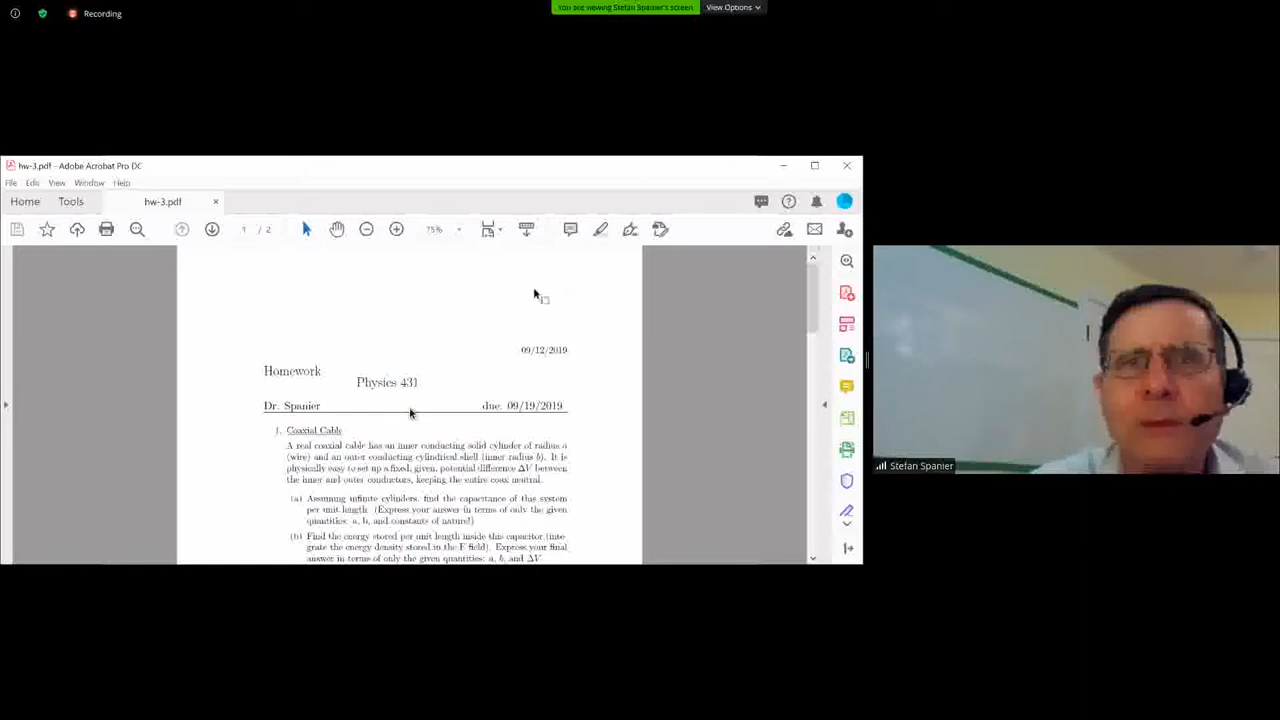 Recording
You are viewing Stefan Spanier's screen
View Options
hw-3.pdf - Adobe Acrobat Pro DC
File Edit View Window Help
Home Tools hw-3.pdf
1 / 2
75%
09/12/2019
Homework
Physics 431
Dr. Spanier due: 09/19/2019
1. Coaxial Cable
A real coaxial cable has an inner conducting solid cylinder of radius a
(wire) and an outer conducting cylindrical shell (inner radius b). It is
physically easy to set up a fixed, given, potential difference ΔV between
the inner and outer conductors, keeping the entire coax neutral.
(a) Assuming infinite cylinders, find the capacitance of this system
per unit length. (Express your answer in terms of only the given
quantities: a, b, and constants of nature!)
(b) Find the energy stored per unit length inside this capacitor (inte-
grate the energy density stored in the E field). Express your final
answer in terms of only the given quantities: a, b, and ΔV
Stefan Spanier